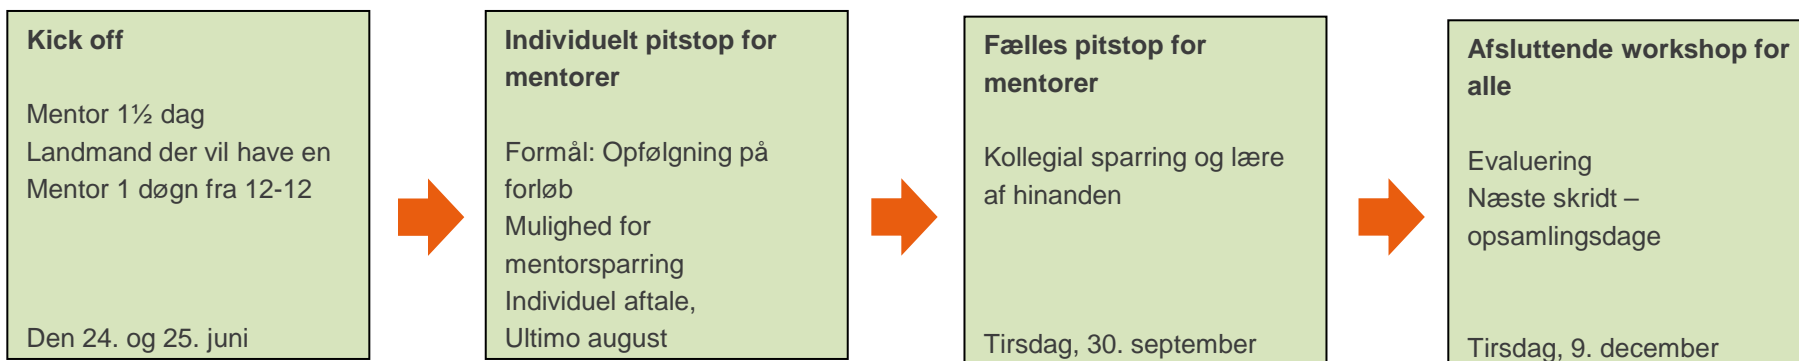 Kick off
Mentor 1½ dag
Landmand der vil have en
Mentor 1 døgn fra 12-12
Den 24. og 25. juni
Individuelt pitstop for
mentorer
Formål: Opfølgning på
forløb
Mulighed for
mentorsparring
Individuel aftale,
Ultimo august
Fælles pitstop for
mentorer
Kollegial sparring og lære
af hinanden
Tirsdag, 30. september
Afsluttende workshop for
alle
Evaluering
Næste skridt –
opsamlingsdage
Tirsdag, 9. december